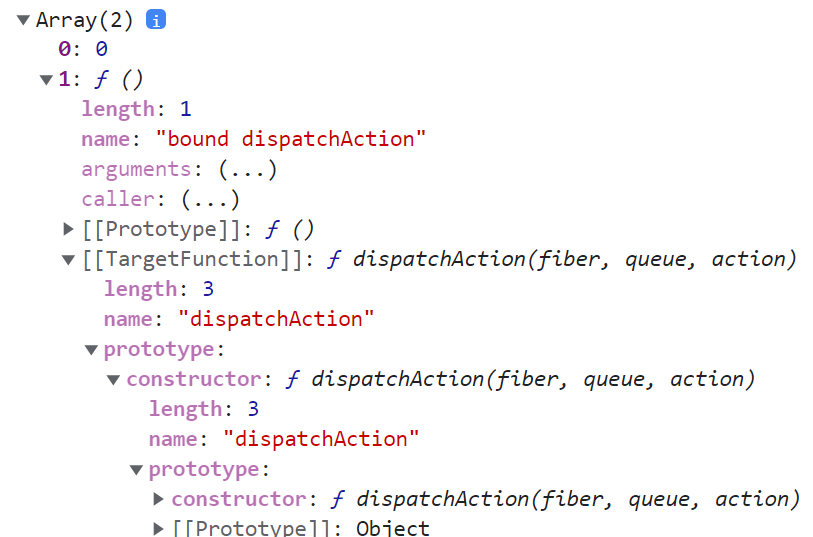 Array(2) i
0: 0
1: ƒ ()
length: 1
name: "bound dispatchAction"
arguments: (...)
caller: (...)
[[Prototype]]: ƒ ()
[[TargetFunction]]: ƒ dispatchAction(fiber, queue, action)
length: 3
name: "dispatchAction"
prototype:
constructor: ƒ dispatchAction(fiber, queue, action)
length: 3
name: "dispatchAction"
prototype:
constructor: ƒ dispatchAction(fiber, queue, action)
[[Prototype]]: Object